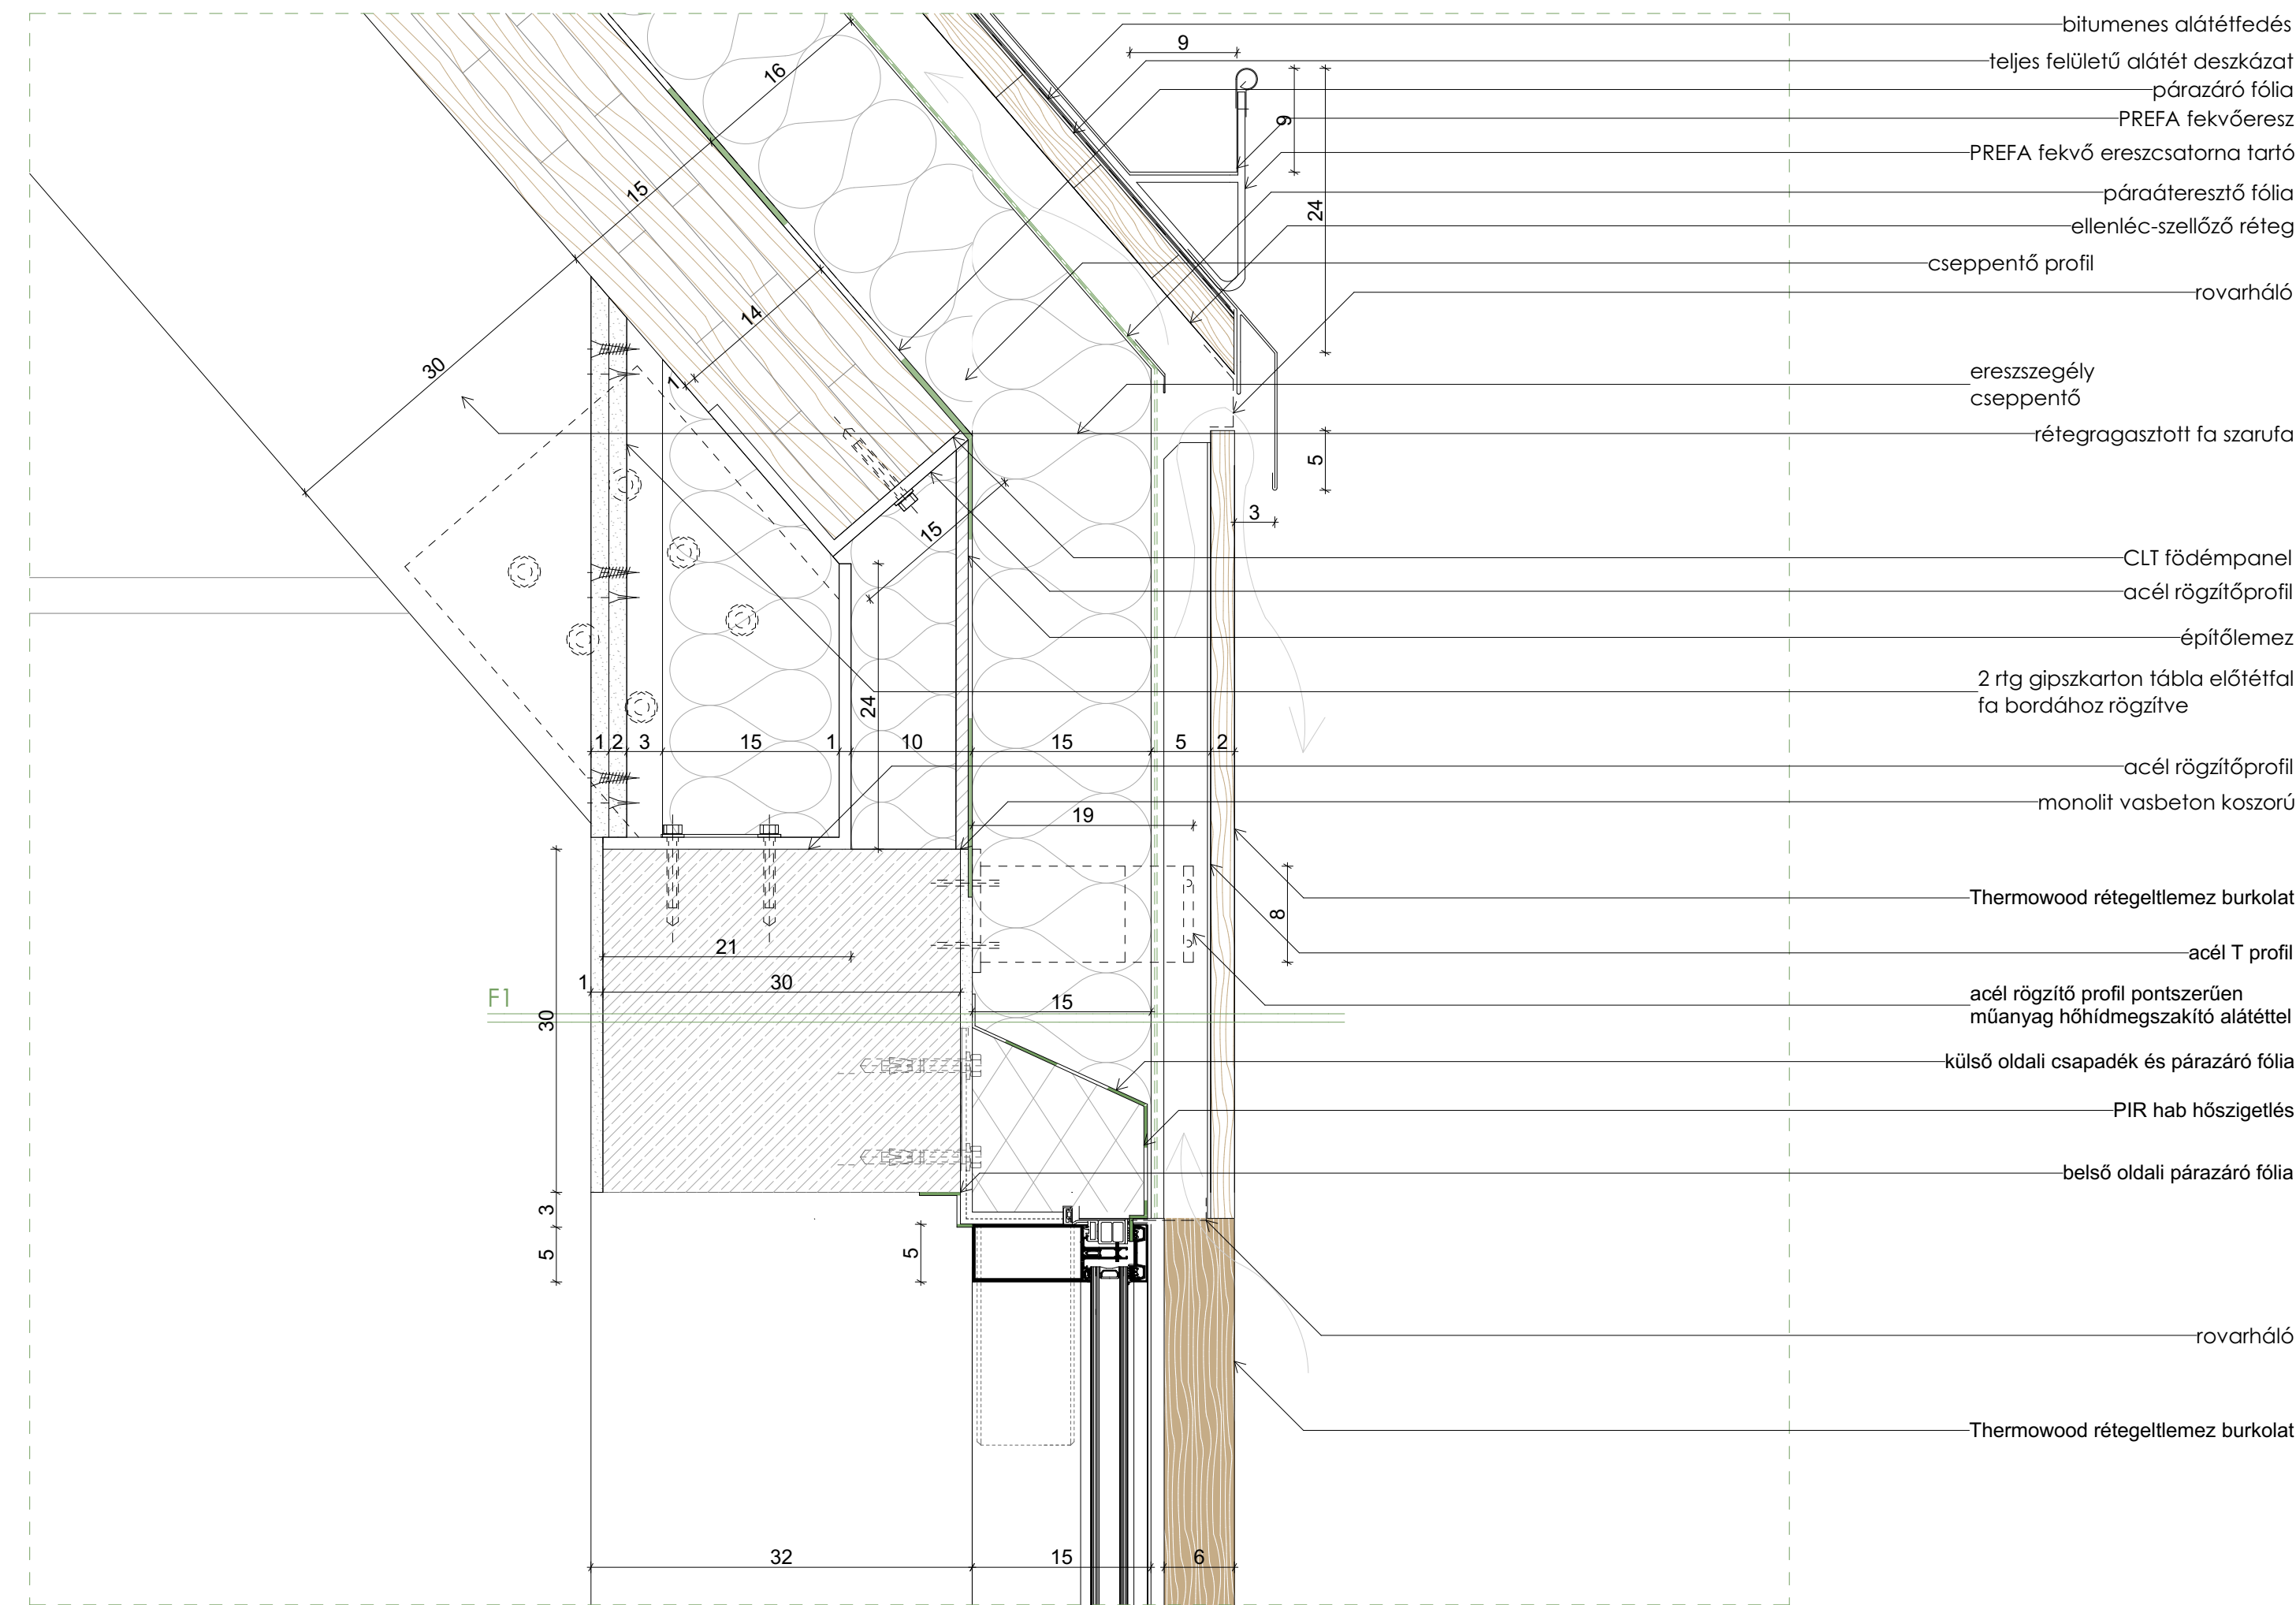 bitumenes alátétfedés
teljes felületű alátét deszkázat
párazáró fólia
PREFA fekvőeresz
PREFA fekvő ereszcsatorna tartó
páraáteresztő fólia
ellenléc-szellőző réteg
cseppentő profil
rovarháló
ereszszegély
cseppentő
rétegragasztott fa szarufa
CLT födémpanel
acél rögzítőprofil
építőlemez
2 rtg gipszkarton tábla előtétfal
fa bordához rögzítve
acél rögzítőprofil
monolit vasbeton koszorú
Thermowood rétegeltlemez burkolat
acél T profil
acél rögzítő profil pontszerűen
műanyag hőhídmegszakító alátéttel
külső oldali csapadék és párazáró fólia
PIR hab hőszigetlés
belső oldali párazáró fólia
rovarháló
Thermowood rétegeltlemez burkolat
9
16
9
15
24
14
30
1
5
3
15
24
1 2 3 15 1 10 15 5 2
19
8
21
1 30
15
F1
30
3
5
5
32 15 6